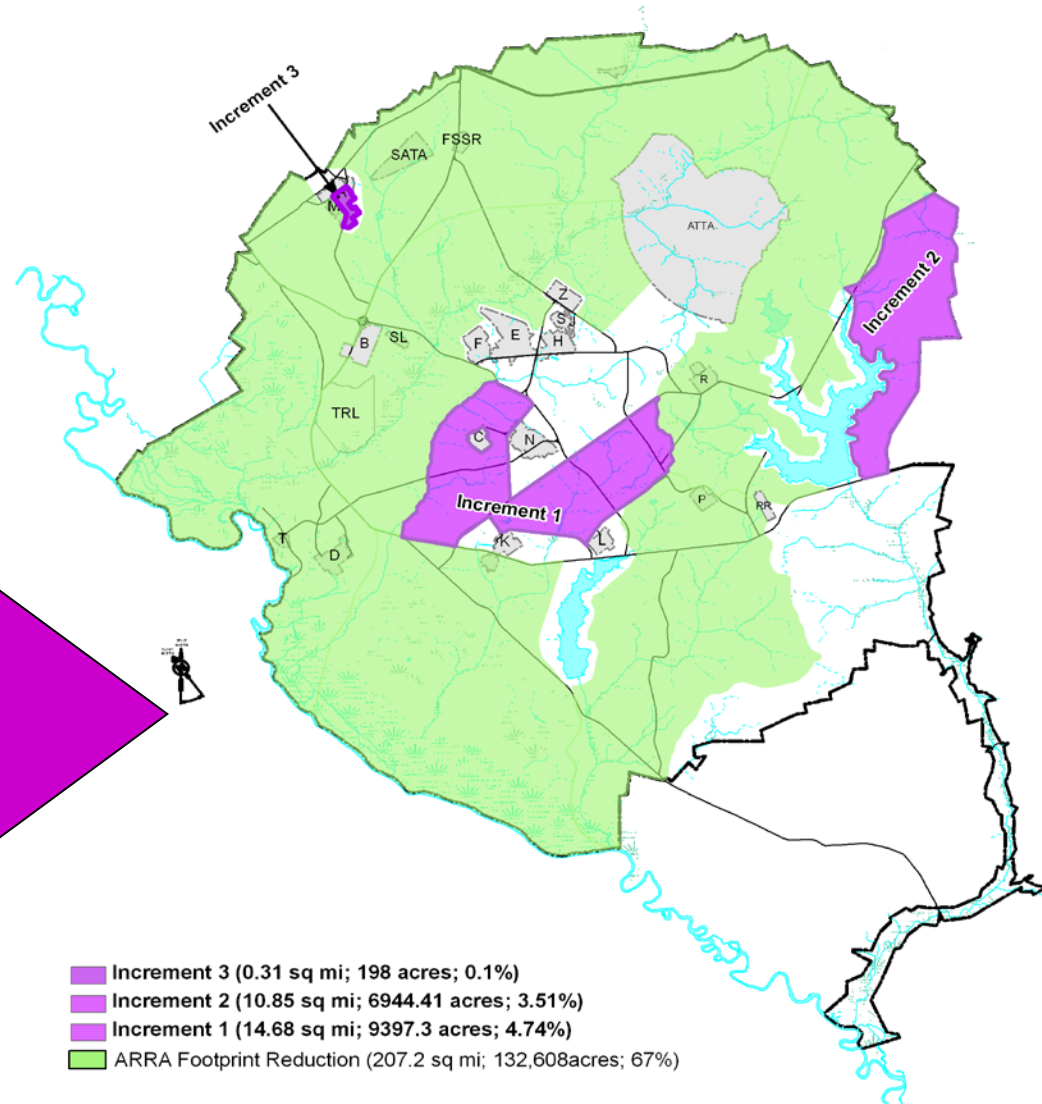 Increment 3
FSSR
SATA
M
ATTA
Increment 2
Z
S
B
SL
F
E
H
R
TRL
C
N
P
Increment 1
RR
T
D
K
L
Increment 3 (0.31 sq mi; 198 acres; 0.1%)
Increment 2 (10.85 sq mi; 6944.41 acres; 3.51%)
Increment 1 (14.68 sq mi; 9397.3 acres; 4.74%)
ARRA Footprint Reduction (207.2 sq mi; 132,608acres; 67%)